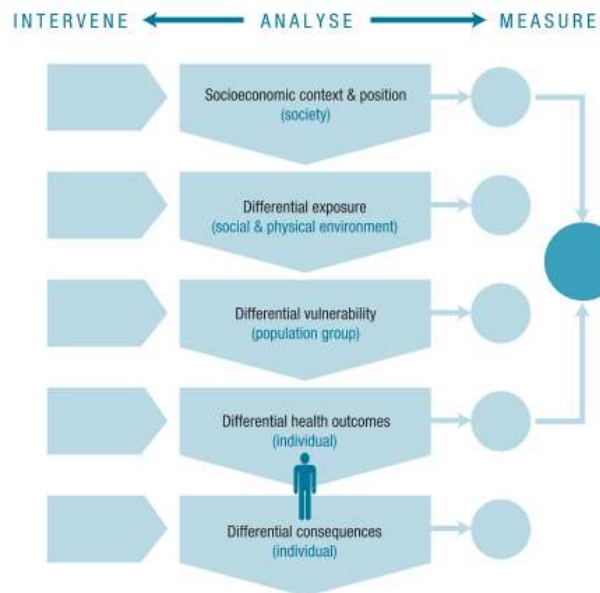 INTERVENE ANALYSE MEASURE
Socioeconomic context & position
(society)
Differential exposure
(social & physical environment)
Differential vulnerability
(population group)
Differential health outcomes
(individual)
Differential consequences
(individual)